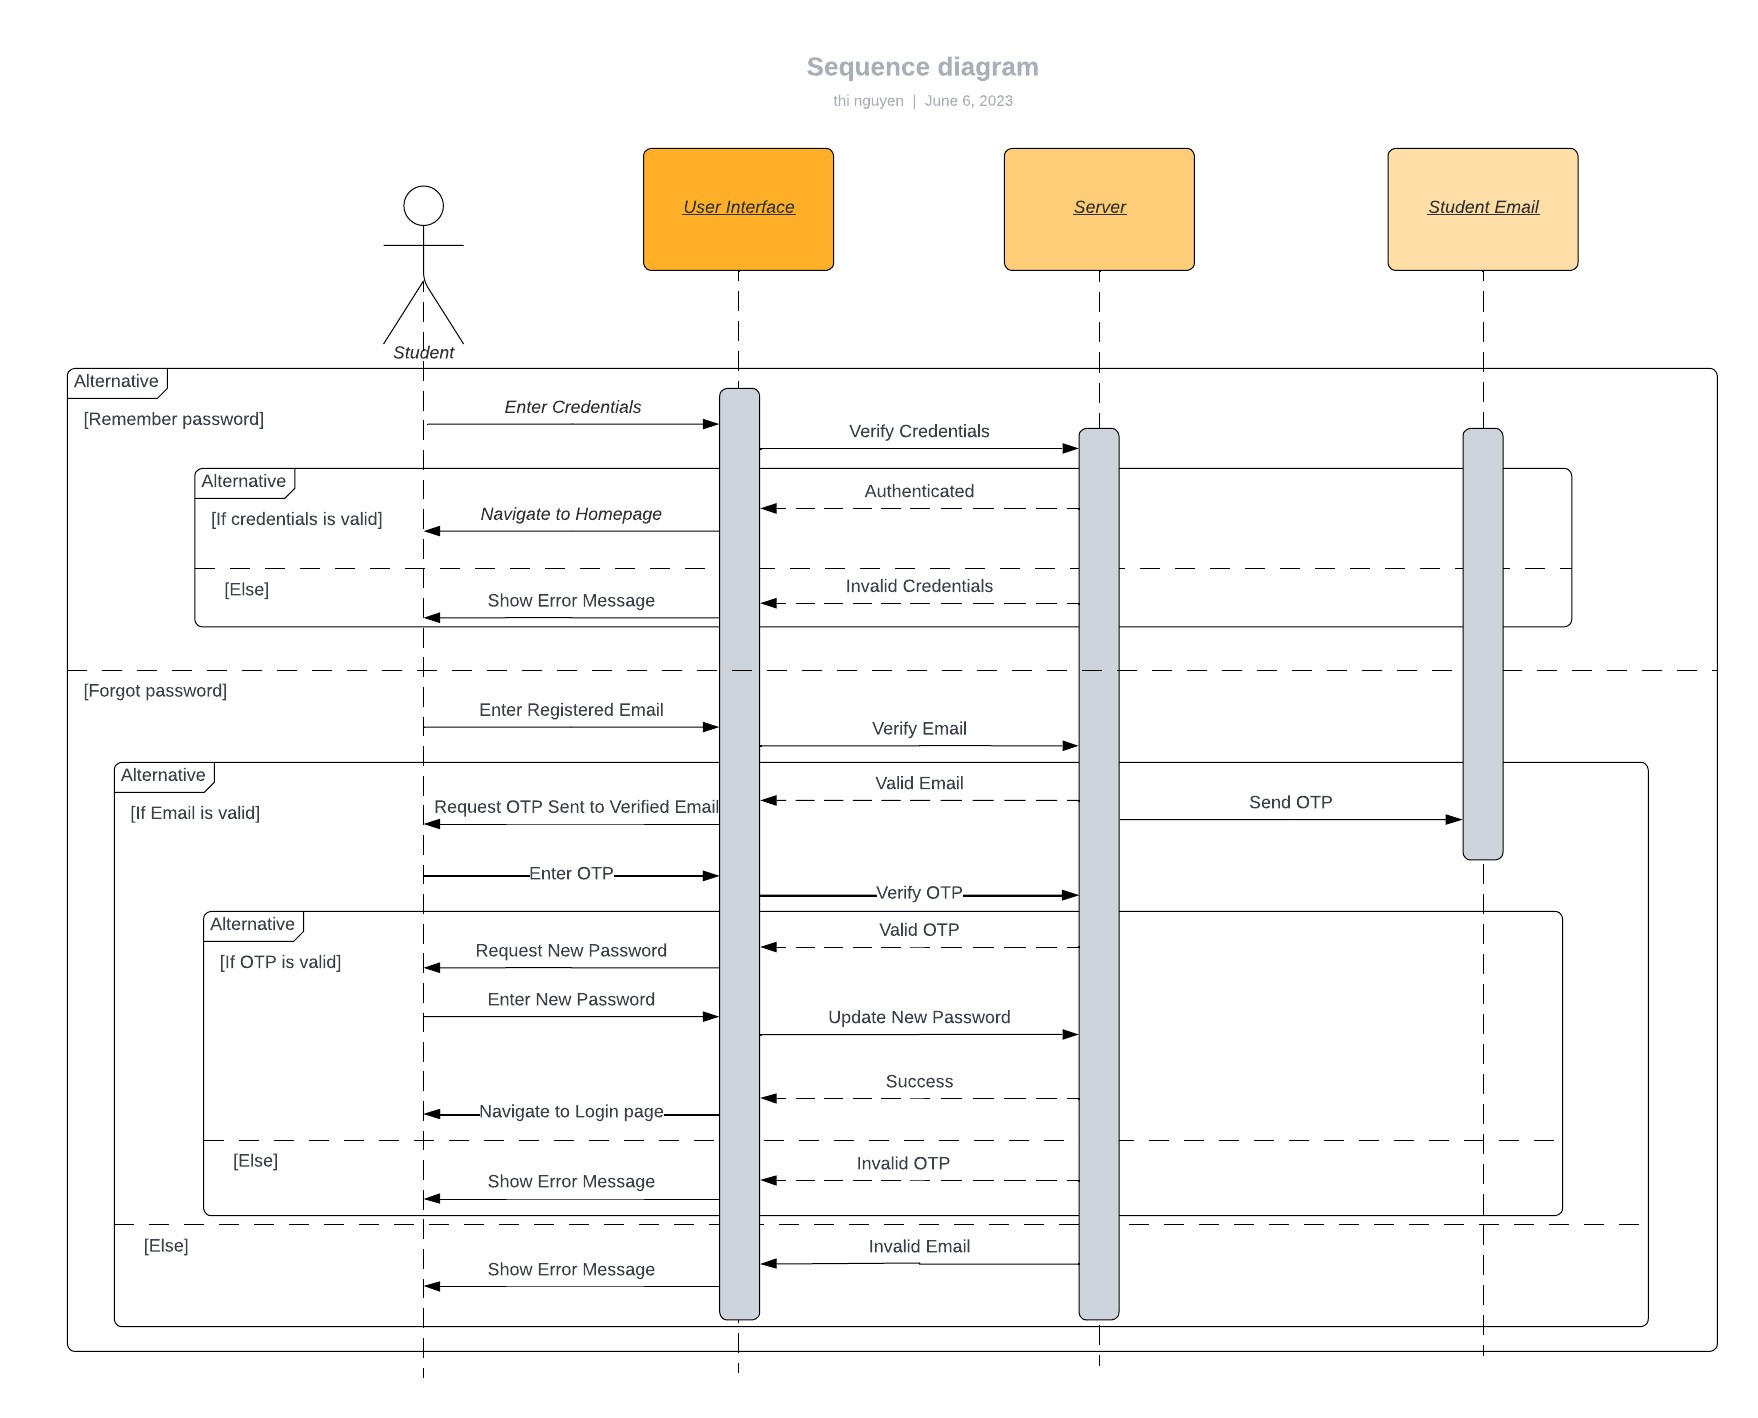 Sequence diagram
thi nguyen | June 6, 2023
User Interface
Server
Student Email
Student
Alternative
[Remember password]
Enter Credentials
Verify Credentials
Alternative
[If credentials is valid]
Authenticated
Navigate to Homepage
[Else]
Invalid Credentials
Show Error Message
[Forgot password]
Enter Registered Email
Verify Email
Alternative
[If Email is valid]
Valid Email
Request OTP Sent to Verified Email
Send OTP
Enter OTP
Verify OTP
Alternative
[If OTP is valid]
Valid OTP
Request New Password
Enter New Password
Update New Password
Success
Navigate to Login page
[Else]
Invalid OTP
Show Error Message
[Else]
Invalid Email
Show Error Message